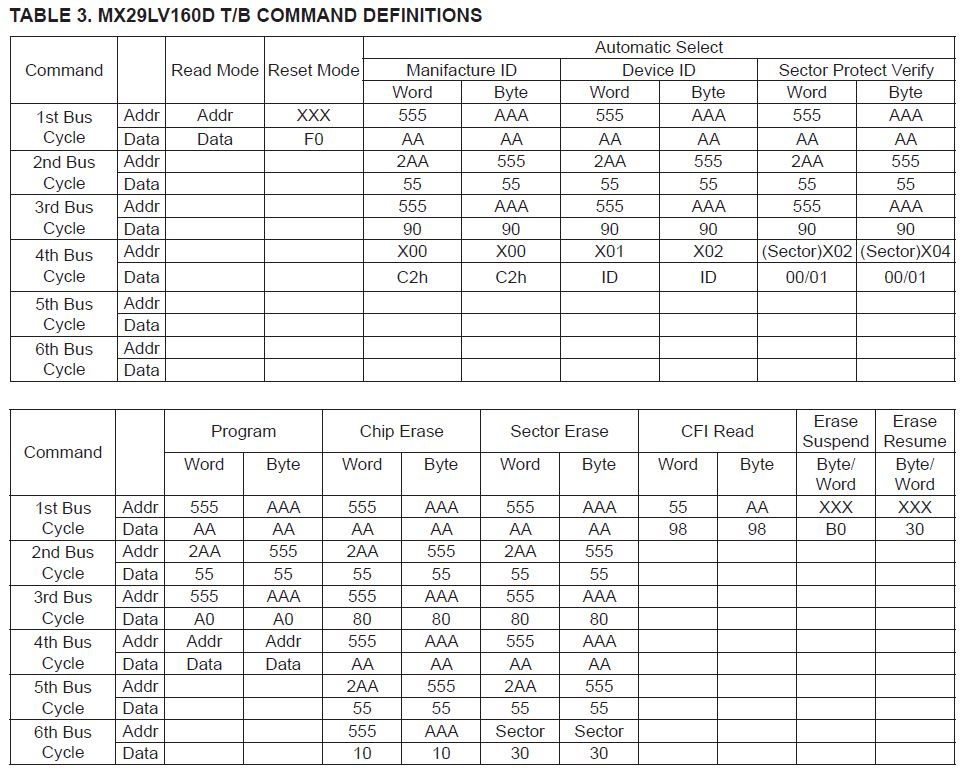 TABLE 3. MX29LV160D T/B COMMAND DEFINITIONS
Command Read Mode Reset Mode Automatic Select
Manifacture ID Device ID Sector Protect Verify
Word Byte Word Byte Word Byte
1st Bus Cycle Addr Addr XXX 555 AAA 555 AAA 555 AAA
Data Data F0 AA AA AA AA AA AA
2nd Bus Cycle Addr 2AA 555 2AA 555 2AA 555
Data 55 55 55 55 55 55
3rd Bus Cycle Addr 555 AAA 555 AAA 555 AAA
Data 90 90 90 90 90 90
4th Bus Cycle Addr X00 X00 X01 X02 (Sector)X02 (Sector)X04
Data C2h C2h ID ID 00/01 00/01
5th Bus Cycle Addr
Data
6th Bus Cycle Addr
Data
Command Program Chip Erase Sector Erase CFI Read Erase Suspend Erase Resume
Word Byte Word Byte Word Byte Word Byte Byte/ Word Byte/ Word
1st Bus Cycle Addr 555 AAA 555 AAA 555 AAA 55 AA XXX XXX
Data AA AA AA AA AA AA 98 98 B0 30
2nd Bus Cycle Addr 2AA 555 2AA 555 2AA 555
Data 55 55 55 55 55 55
3rd Bus Cycle Addr 555 AAA 555 AAA 555 AAA
Data A0 A0 80 80 80 80
4th Bus Cycle Addr Addr Addr 555 AAA 555 AAA
Data Data Data AA AA AA AA
5th Bus Cycle Addr 2AA 555 2AA 555
Data 55 55 55 55
6th Bus Cycle Addr 555 AAA Sector Sector
Data 10 10 30 30